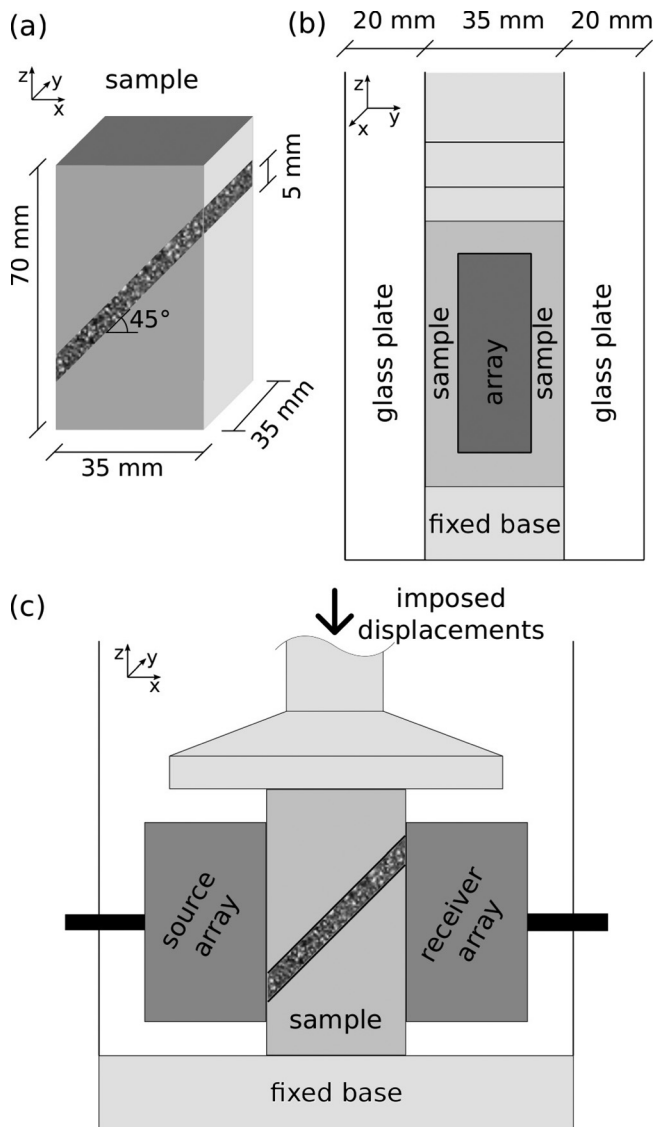 (a)
z y
x
sample
5 mm
70 mm
45°
35 mm
35 mm
(b)
20 mm 35 mm 20 mm
z
x y
glass plate
sample
array
sample
glass plate
fixed base
(c)
imposed
displacements
z y
x
source
array
receiver
array
sample
fixed base